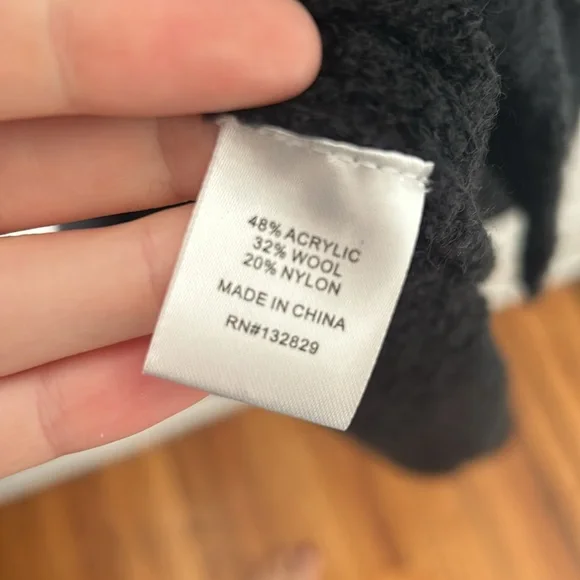 48% ACRYLIC
32% WOOL
20% NYLON
MADE IN CHINA
RN#132829